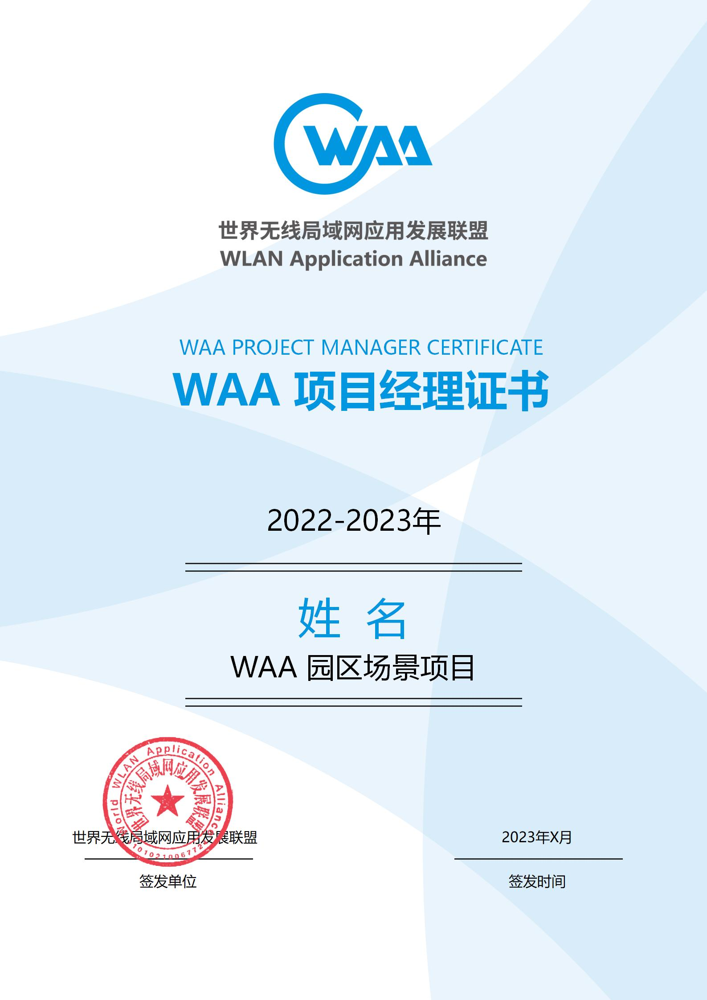 WAA
世界无线局域网应用发展联盟
WLAN Application Alliance
WAA PROJECT MANAGER CERTIFICATE
WAA 项目经理证书
2022-2023年
姓 名
WAA 园区场景项目
World WLAN Application Alliance
世界无线局域网应用发展联盟
世界无线局域网应用发展联盟
2023年X月
签发单位
签发时间